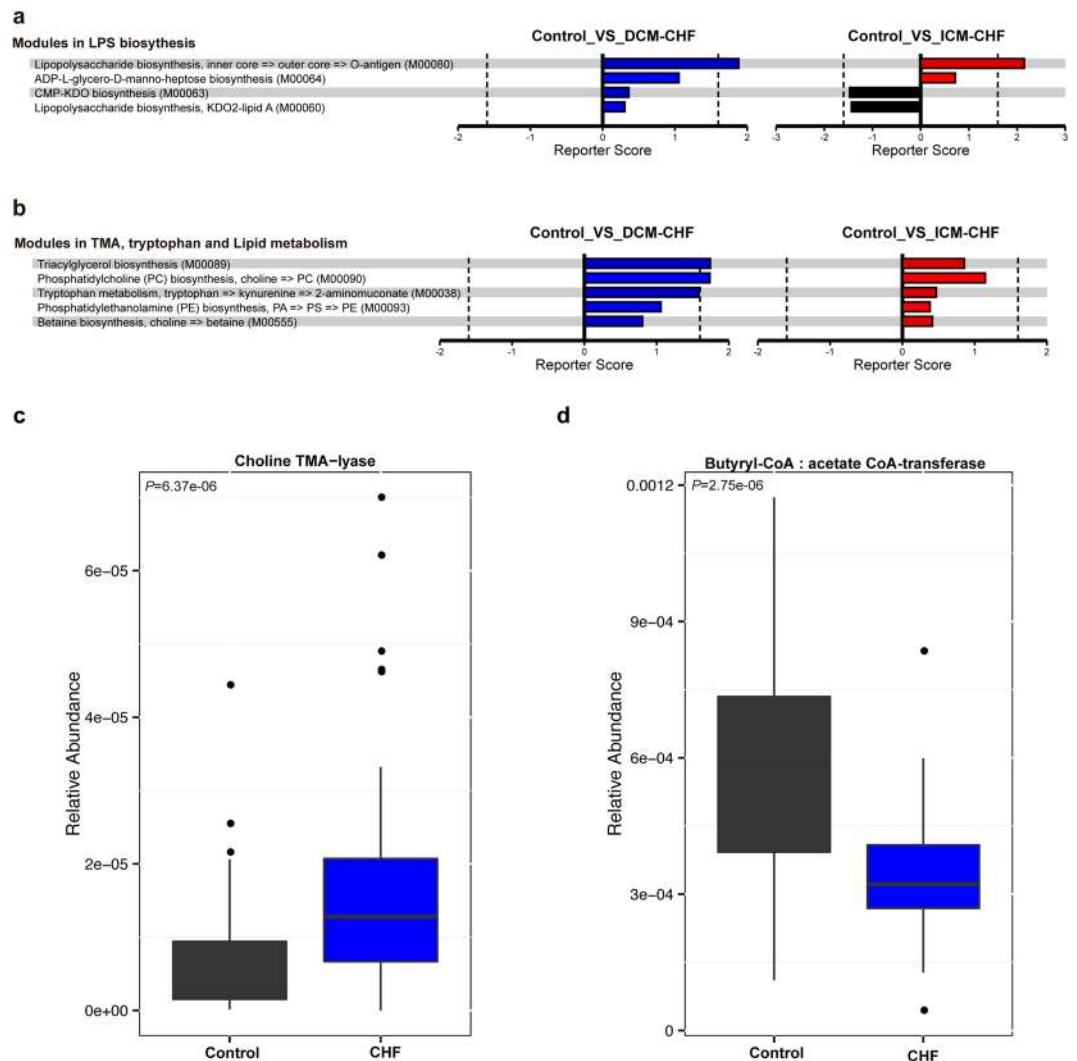 a
Modules in LPS biosythesis
Control_VS_DCM-CHF
Control_VS_ICM-CHF
Lipopolysaccharide biosynthesis, inner core => outer core => O-antigen (M00080)
ADP-L-glycero-D-manno-heptose biosynthesis (M00064)
CMP-KDO biosynthesis (M00063)
Lipopolysaccharide biosynthesis, KDO2-lipid A (M00060)
-2 -1 0 1 2
-3 -2 -1 0 1 2 3
Reporter Score
Reporter Score
b
Modules in TMA, tryptophan and Lipid metabolism
Control_VS_DCM-CHF
Control_VS_ICM-CHF
Triacylglycerol biosynthesis (M00089)
Phosphatidylcholine (PC) biosynthesis, choline => PC (M00090)
Tryptophan metabolism, tryptophan => kynurenine => 2-aminomuconate (M00038)
Phosphatidylethanolamine (PE) biosynthesis, PA => PS => PE (M00093)
Betaine biosynthesis, choline => betaine (M00555)
-2 -1 0 1 2
-2 -1 0 1 2
Reporter Score
Reporter Score
c
Choline TMA−lyase
P=6.37e-06
6e-05
4e-05
2e-05
0e+00
Relative Abundance
Control CHF
d
Butyryl-CoA : acetate CoA-transferase
P=2.75e-06
0.0012
9e-04
6e-04
3e-04
0
Relative Abundance
Control CHF